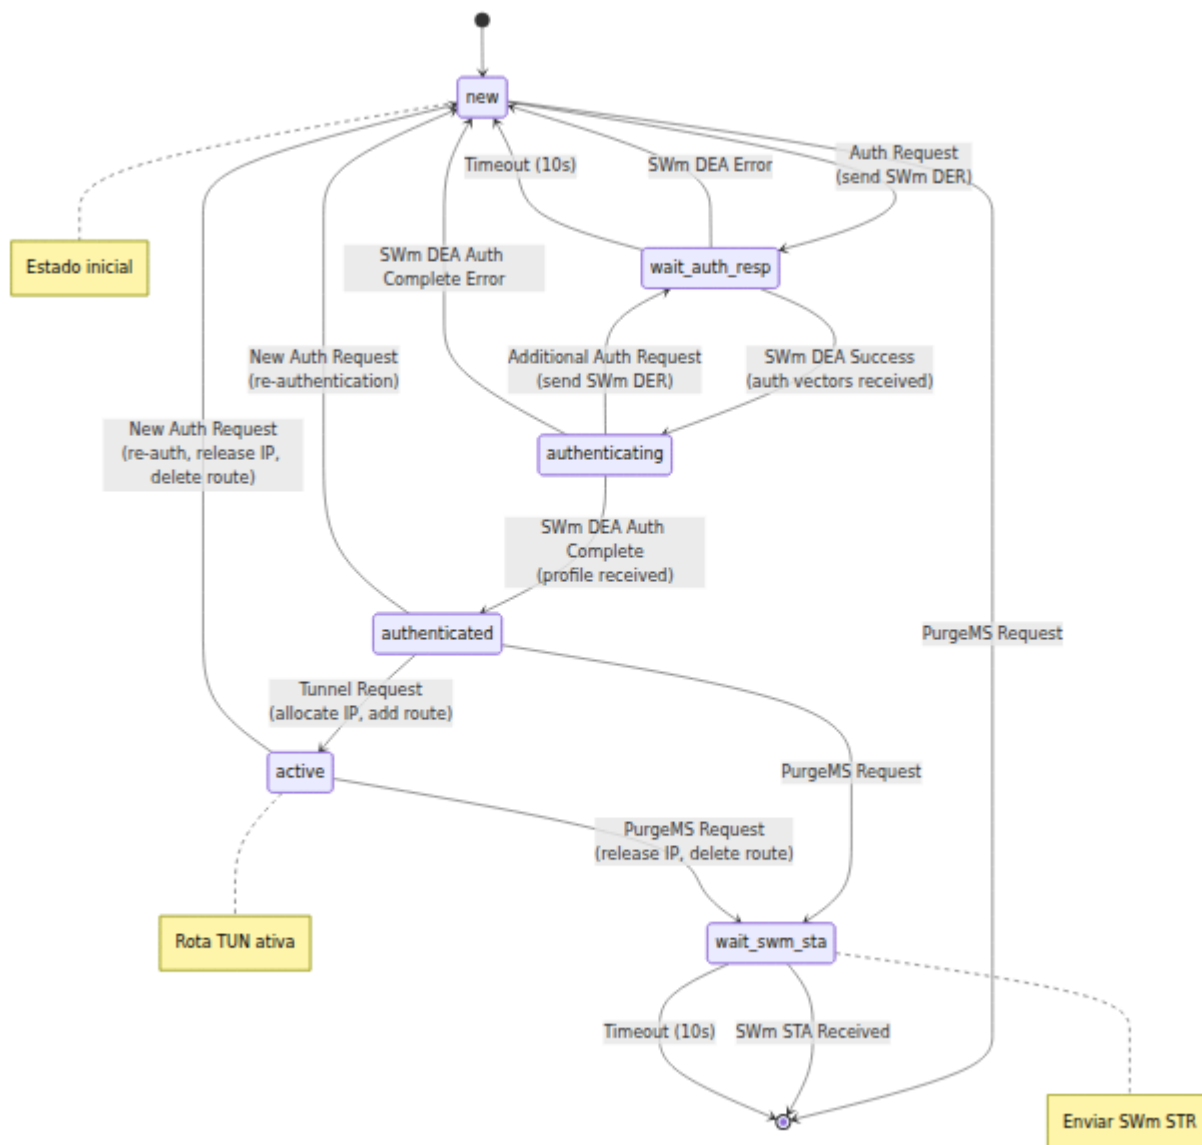 new
Timeout (10s)
SWm DEA Error
Auth Request
(send SWm DER)
Estado inicial
SWm DEA Auth
Complete Error
wait_auth_resp
New Auth Request
(re-authentication)
Additional Auth Request
(send SWm DER)
SWm DEA Success
(auth vectors received)
New Auth Request
(re-auth, release IP,
delete route)
authenticating
SWm DEA Auth
Complete
(profile received)
authenticated
PurgeMS Request
Tunnel Request
(allocate IP, add route)
active
PurgeMS Request
PurgeMS Request
(release IP, delete route)
Rota TUN ativa
wait_swm_sta
Timeout (10s)
SWm STA Received
Enviar SWm STR